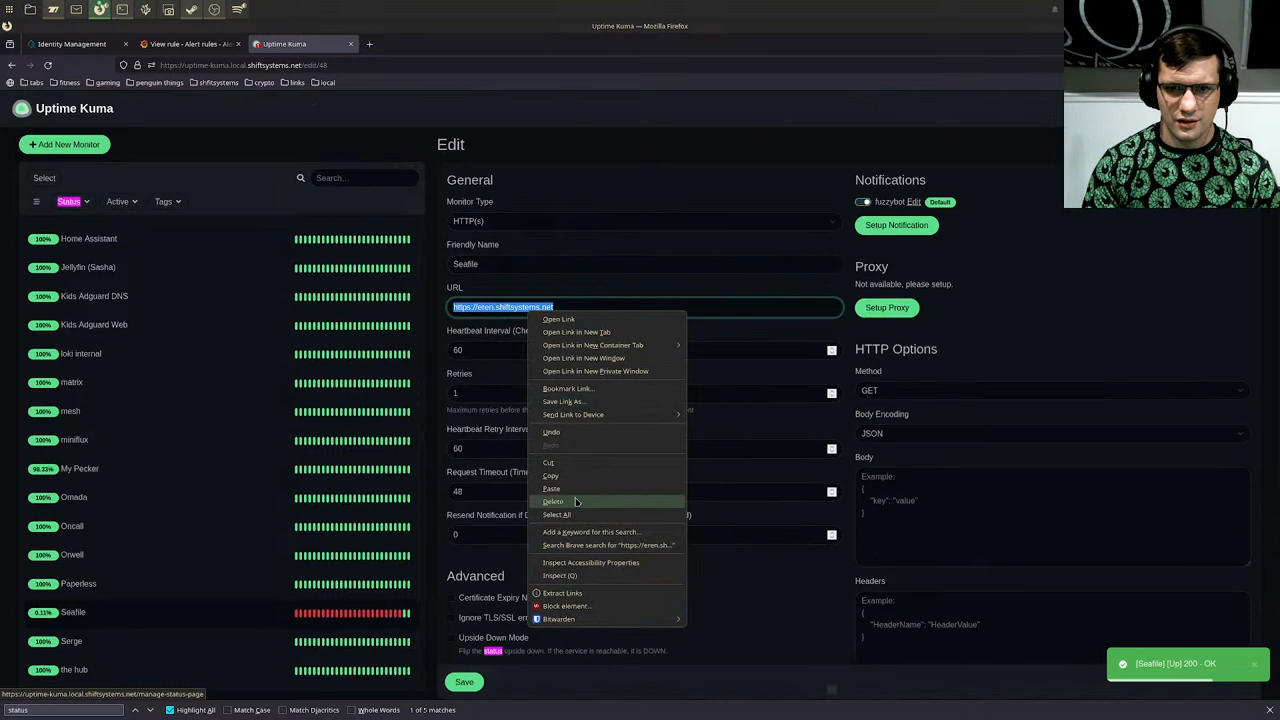 Uptime Kuma — Mozilla Firefox
Identity Management
View rule - Alert rules - Ale
Uptime Kuma
https://uptime-kuma.local.shiftsystems.net/edit/48
tabs
fitness
gaming
penguin things
shfitsystems
crypto
links
local
Uptime Kuma
Add New Monitor
Select
Search...
Status
Active
Tags
100% Home Assistant
100% Jellyfin (Sasha)
100% Kids Adguard DNS
100% Kids Adguard Web
100% loki internal
100% matrix
100% mesh
100% miniflux
98.33% My Pecker
100% Omada
100% Oncall
100% Orwell
100% Paperless
0.11% Seafile
100% Serge
100% the hub
https://uptime-kuma.local.shiftsystems.net/manage-status-page
Edit
General
Monitor Type
HTTP(s)
Friendly Name
Seafile
URL
https://eren.shiftsystems.net
Heartbeat Interval (Che
60
Retries
1
Maximum retries before
Heartbeat Retry Interva
60
Request Timeout (Time
48
Resend Notification if D
0
Advanced
Certificate Expiry N
Ignore TLS/SSL err
Upside Down Mode
Flip the status upside down. If the service is reachable, it is DOWN.
Save
Open Link
Open Link in New Tab
Open Link in New Container Tab
Open Link in New Window
Open Link in New Private Window
Bookmark Link...
Save Link As...
Send Link to Device
Undo
Redo
Cut
Copy
Paste
Delete
Select All
Add a Keyword for this Search...
Search Brave search for "https://eren.sh..."
Inspect Accessibility Properties
Inspect (Q)
Extract Links
Block element...
Bitwarden
Notifications
fuzzybot Edit Default
Setup Notification
Proxy
Not available, please setup.
Setup Proxy
HTTP Options
Method
GET
Body Encoding
JSON
Body
Example:
{
"key": "value"
}
Headers
Example:
{
"HeaderName": "HeaderValue"
}
[Seafile] [Up] 200 - OK
status
Highlight All
Match Case
Match Diacritics
Whole Words
1 of 5 matches